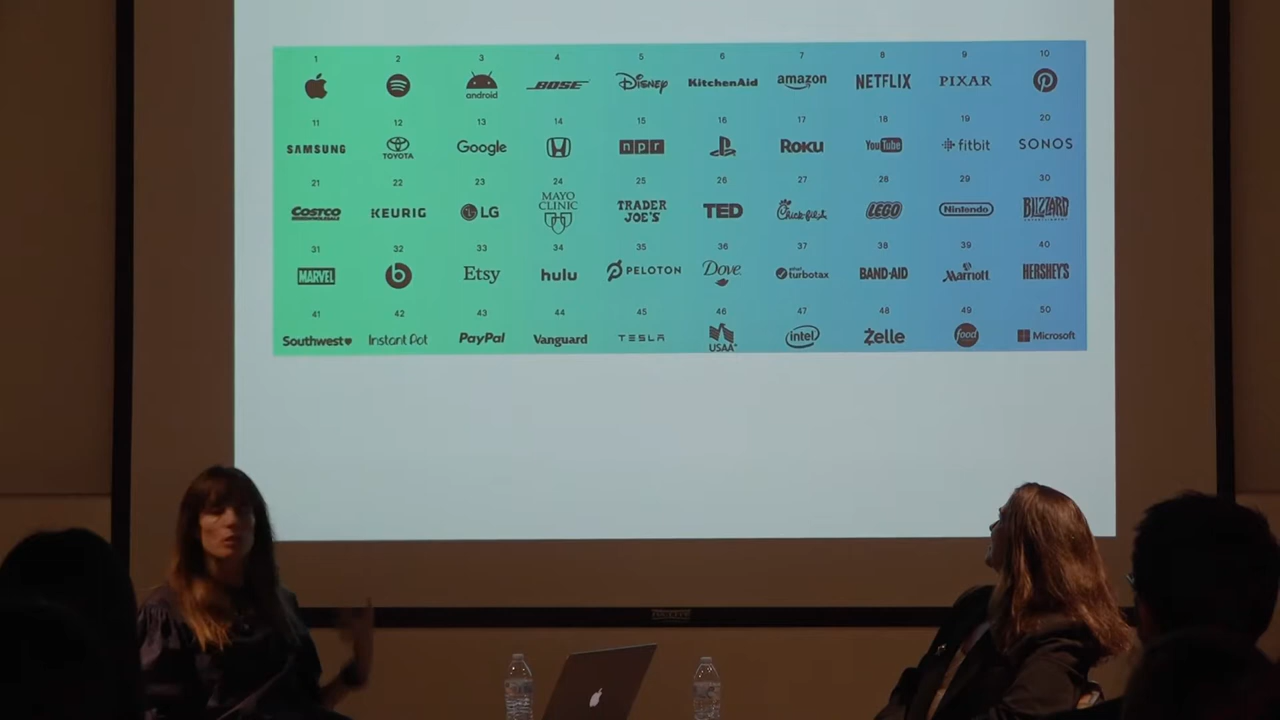 1 2 3 4 5 6 7 8 9 10
android BOSE Disney KitchenAid amazon NETFLIX PIXAR
11 12 13 14 15 16 17 18 19 20
SAMSUNG TOYOTA Google npr Roku YouTube fitbit SONOS
21 22 23 24 25 26 27 28 29 30
Costco KEURIG LG MAYO CLINIC TRADER JOE'S TED Chick-fil-A LEGO Nintendo BLIZZARD
31 32 33 34 35 36 37 38 39 40
MARVEL b Etsy hulu PELOTON Dove turbotax BAND-AID Marriott HERSHEY'S
41 42 43 44 45 46 47 48 49 50
Southwest Instant Pot PayPal Vanguard TESLA USAA intel Zelle food Microsoft